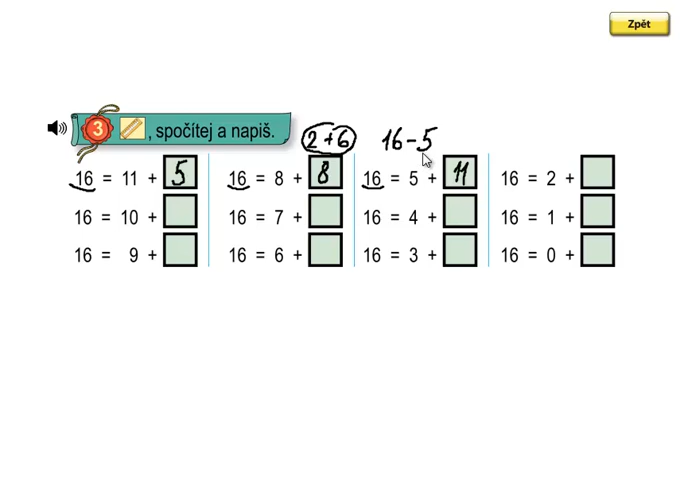 Zpět
3 , spočítej a napiš. 2+6 16-5
16 = 11 + 5 16 = 8 + 8 16 = 5 + 11 16 = 2 +
16 = 10 + 16 = 7 + 16 = 4 + 16 = 1 +
16 = 9 + 16 = 6 + 16 = 3 + 16 = 0 +